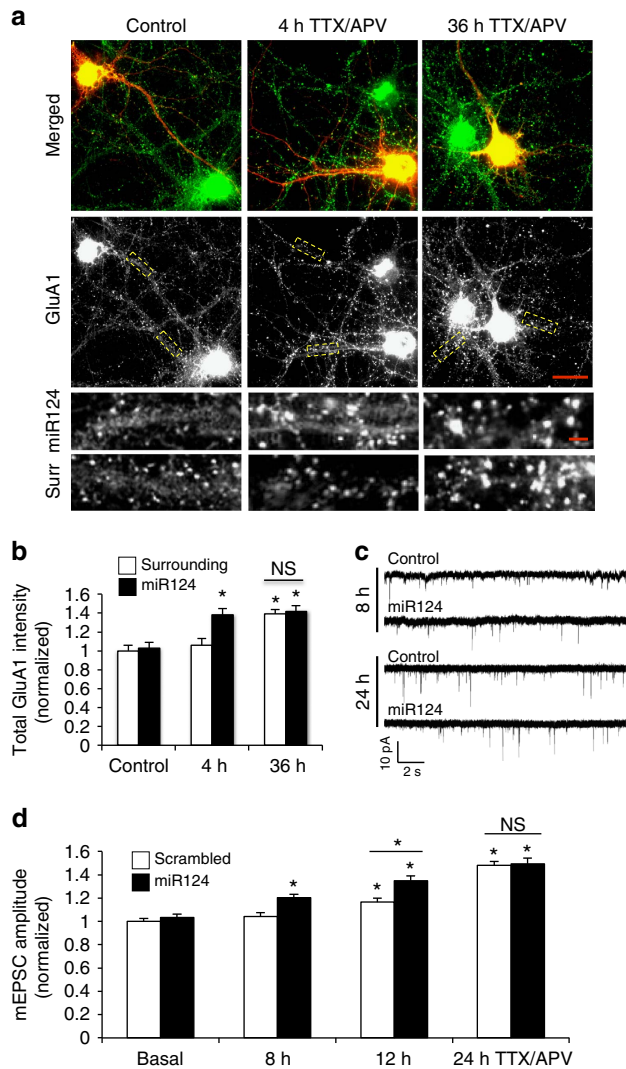 a
Control
4 h TTX/APV
36 h TTX/APV
Merged
GluA1
miR124
Surr
b
Surrounding
miR124
Total GluA1 intensity
(normalized)
1.6
1.4
1.2
1
0.8
0.6
0.4
0.2
0
*
NS
* *
Control
4 h
36 h
c
8 h
Control
miR124
24 h
Control
miR124
10 pA
2 s
d
Scrambled
miR124
mEPSC amplitude
(normalized)
1.6
1.4
1.2
1
0.8
0.6
0.4
0.2
0
*
*
* *
NS
* *
Basal
8 h
12 h
24 h TTX/APV